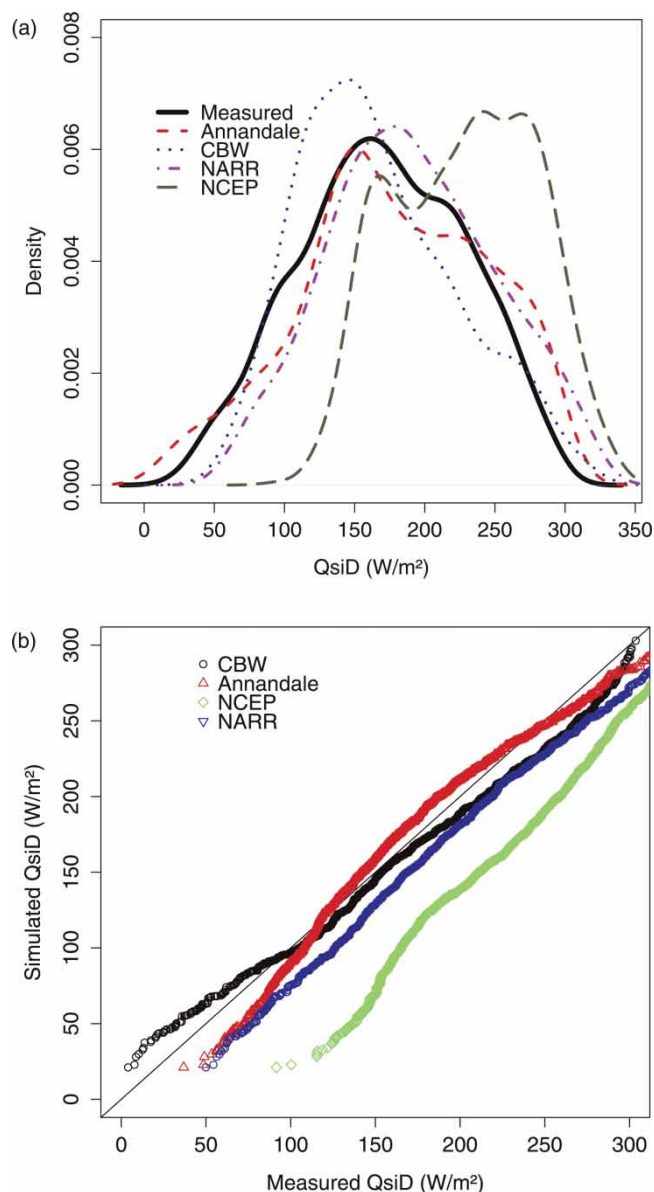 (a)
0.008
0.006
0.004
0.002
0.000
Density
Measured
Annandale
CBW
NARR
NCEP
0 50 100 150 200 250 300 350
QsiD (W/m²)
(b)
300
250
200
150
100
50
0
Simulated QsiD (W/m²)
CBW
Annandale
NCEP
NARR
0 50 100 150 200 250 300
Measured QsiD (W/m²)